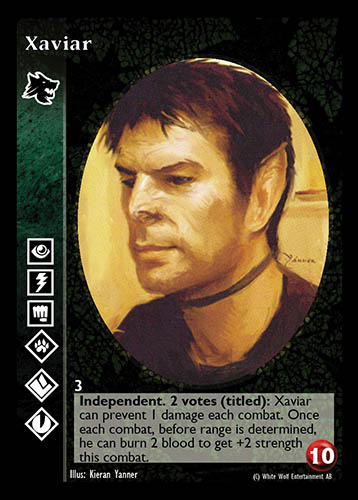 Xaviar
Yanner
3
Independent. 2 votes (titled): Xaviar
can prevent 1 damage each combat. Once
each combat, before range is determined,
he can burn 2 blood to get +2 strength
this combat.
10
Illus: Kieran Yanner
(C) White Wolf Entertainment AB